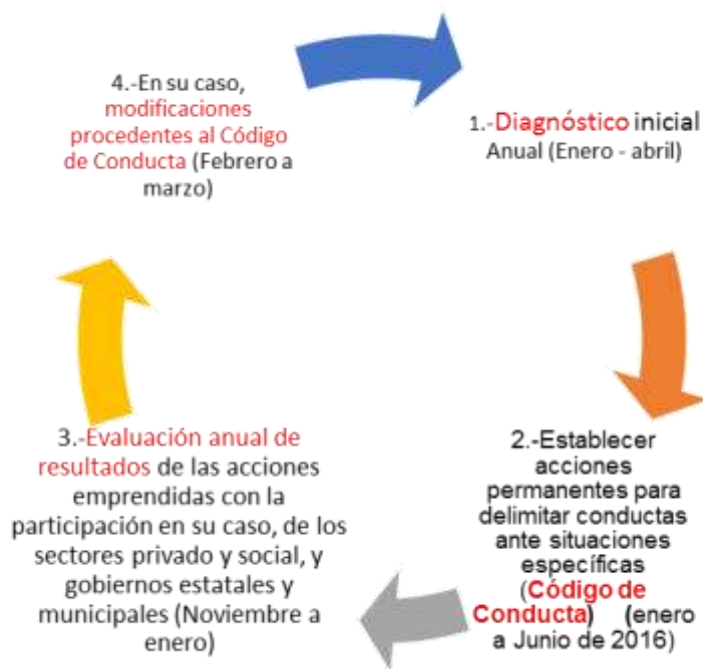 1.-Diagnóstico inicial
Anual (Enero - abril)
2.-Establecer
acciones
permanentes para
delimitar conductas
ante situaciones
específicas
(Código de
Conducta) (enero
a Junio de 2016)
3.-Evaluación anual de
resultados de las acciones
emprendidas con la
participación en su caso, de los
sectores privado y social, y
gobiernos estatales y
municipales (Noviembre a
enero)
4.-En su caso,
modificaciones
procedentes al Código
de Conducta (Febrero a
marzo)